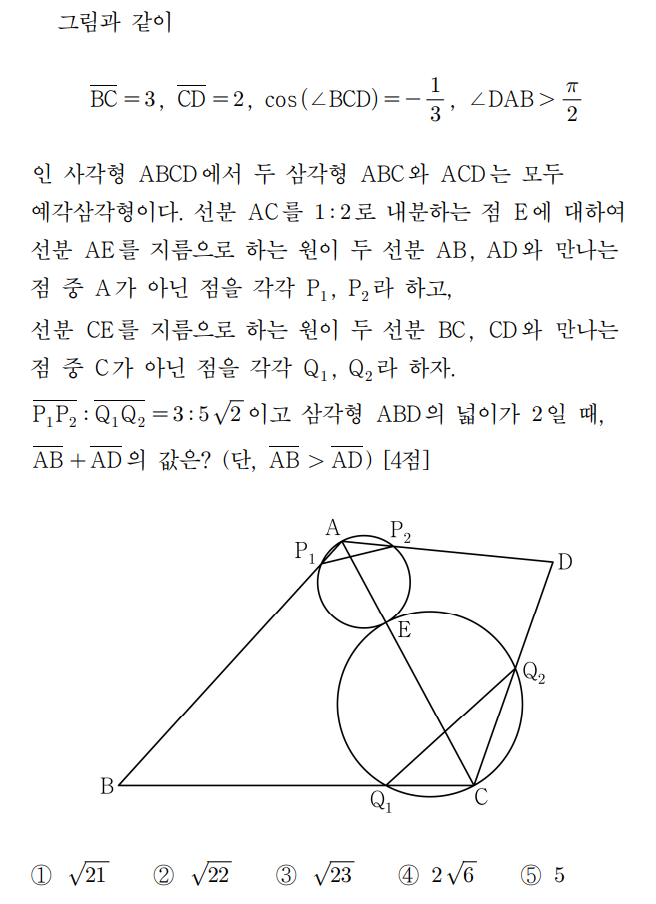 그림과 같이
$\overline{BC}=3$, $\overline{CD}=2$, $\cos(\angle BCD)=-\frac{1}{3}$, $\angle DAB>\frac{\pi}{2}$
인 사각형 ABCD에서 두 삼각형 ABC와 ACD는 모두
예각삼각형이다. 선분 AC를 1:2로 내분하는 점 E에 대하여
선분 AE를 지름으로 하는 원이 두 선분 AB, AD와 만나는
점 중 A가 아닌 점을 각각 P₁, P₂라 하고,
선분 CE를 지름으로 하는 원이 두 선분 BC, CD와 만나는
점 중 C가 아닌 점을 각각 Q₁, Q₂라 하자.
$\overline{P_1P_2}:\overline{Q_1Q_2}=3:5\sqrt{2}$이고 삼각형 ABD의 넓이가 2일 때,
$\overline{AB}+\overline{AD}$의 값은? (단, $\overline{AB}>\overline{AD}$) [4점]
A P₂
P₁
D
E
Q₂
B
Q₁ C
① $\sqrt{21}$ ② $\sqrt{22}$ ③ $\sqrt{23}$ ④ $2\sqrt{6}$ ⑤ 5